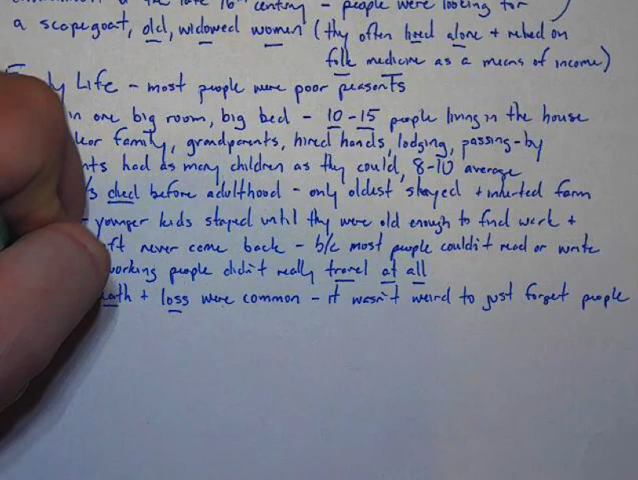 the late 16th century - people were looking for
a scapegoat, old, widowed women (they often lived alone + relied on
folk medicine as a means of income)
Life - most people were poor peasants
in one big room, big bed - 10-15 people living in the house
family, grandparents, hired hands, lodging, passing-by
had as many children as they could, 8-10 average
died before adulthood - only oldest stayed + inherited farm
- younger kids stayed until they were old enough to find work +
never come back - b/c most people couldn't read or write
working people didn't really travel at all
+ loss were common - it wasn't weird to just forget people